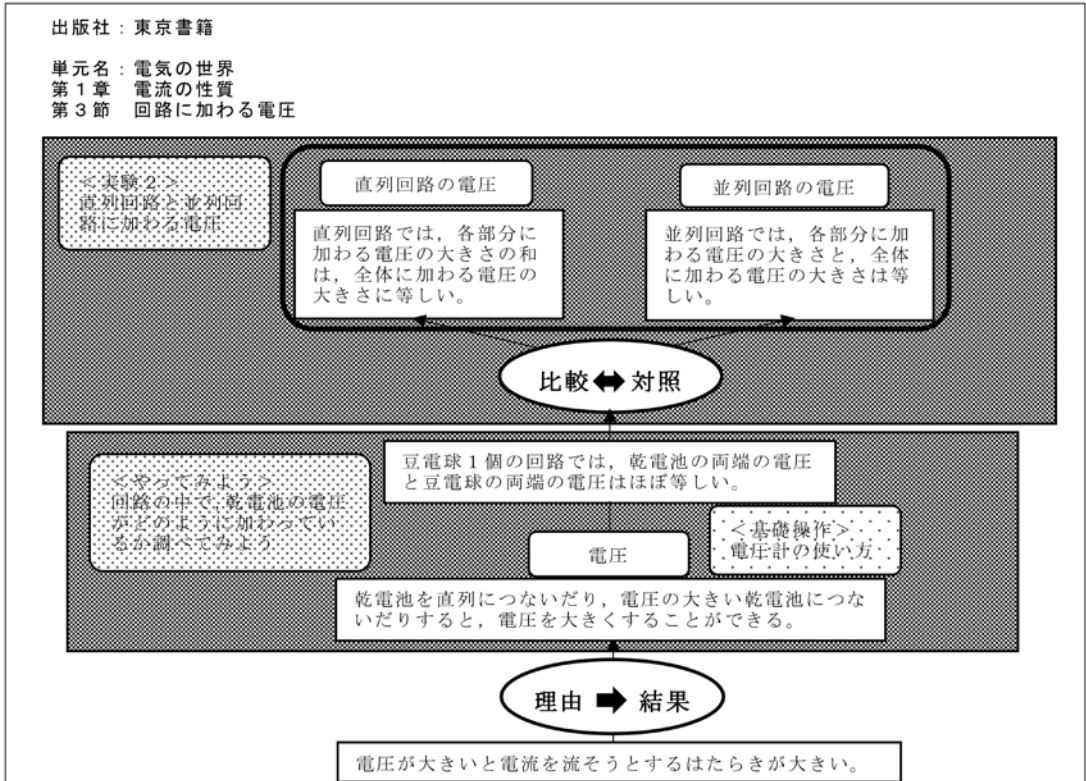 出版社：東京書籍
単元名：電気の世界
第１章　電流の性質
第３節　回路に加わる電圧
＜実験２＞
直列回路と並列回
路に加わる電圧
直列回路の電圧
直列回路では，各部分に
加わる電圧の大きさの和
は，全体に加わる電圧の
大きさに等しい。
並列回路の電圧
並列回路では，各部分に加
わる電圧の大きさと，全体
に加わる電圧の大きさは等
しい。
比較⬌対照
＜やってみよう＞
回路の中で，乾電池の電圧
がどのように加わってい
るか調べてみよう
豆電球１個の回路では，乾電池の両端の電圧
と豆電球の両端の電圧はほぼ等しい。
＜基礎操作＞
電圧計の使い方
電圧
乾電池を直列につないだり，電圧の大きい乾電池につな
いだりすると，電圧を大きくすることができる。
理由➡結果
電圧が大きいと電流を流そうとするはたらきが大きい。